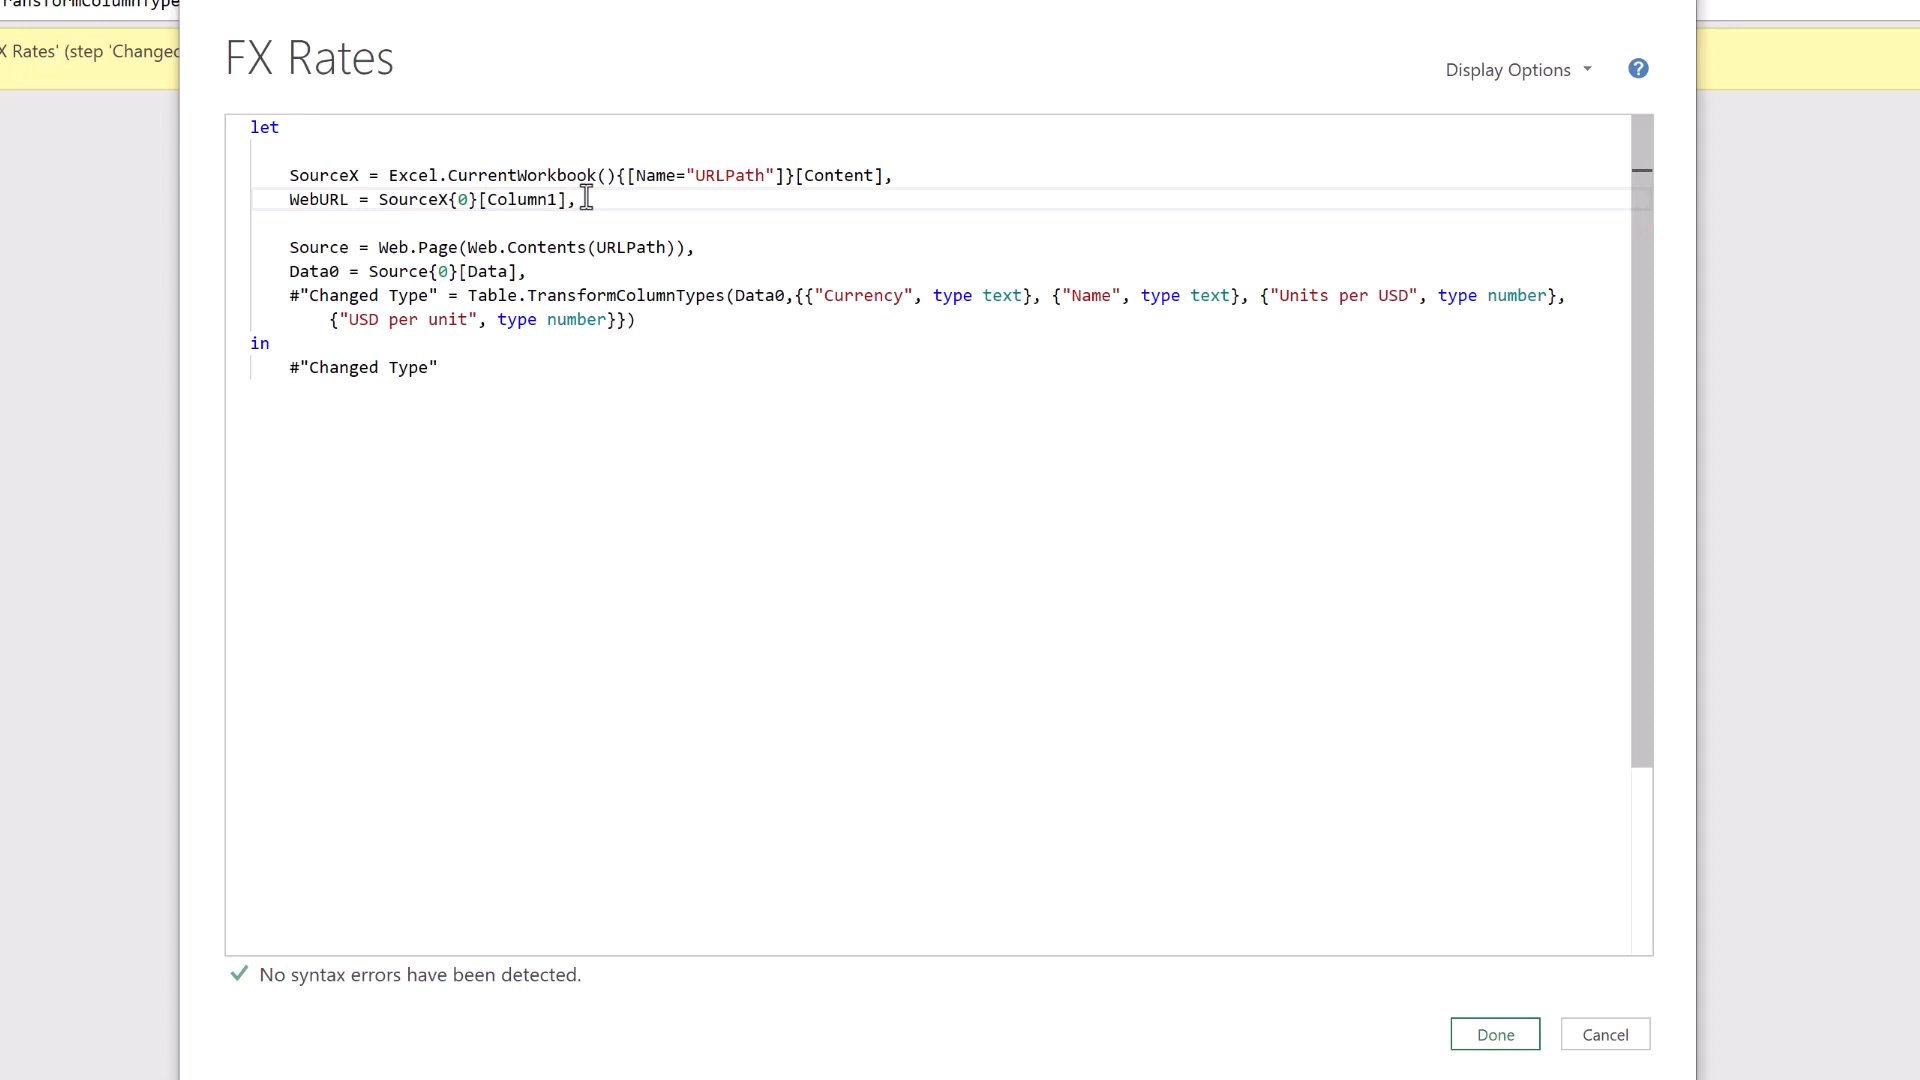 X Rates' (step 'Changed
FX Rates
Display Options
?
let
SourceX = Excel.CurrentWorkbook(){[Name="URLPath"]}[Content],
WebURL = SourceX{0}[Column1],
Source = Web.Page(Web.Contents(URLPath)),
Data0 = Source{0}[Data],
#"Changed Type" = Table.TransformColumnTypes(Data0,{{"Currency", type text}, {"Name", type text}, {"Units per USD", type number},
{"USD per unit", type number}})
in
#"Changed Type"
No syntax errors have been detected.
Done
Cancel